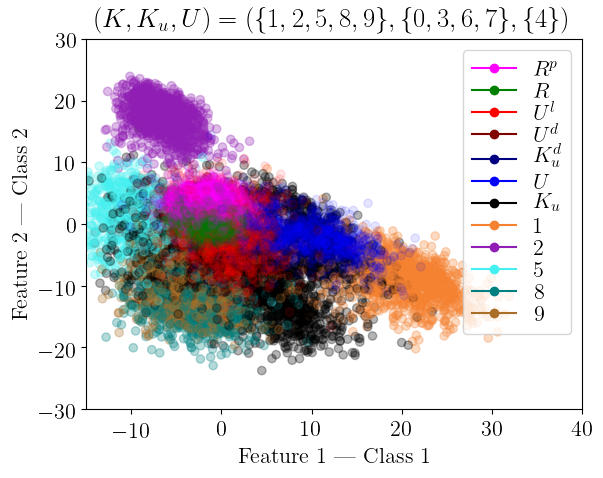 (K, K_u, U) = ({1, 2, 5, 8, 9}, {0, 3, 6, 7}, {4})
30
20
10
0
−10
−20
−30
Feature 2 — Class 2
R^p
R
U^l
U^d
K_u^d
U
K_u
1
2
5
8
9
−10 0 10 20 30 40
Feature 1 — Class 1